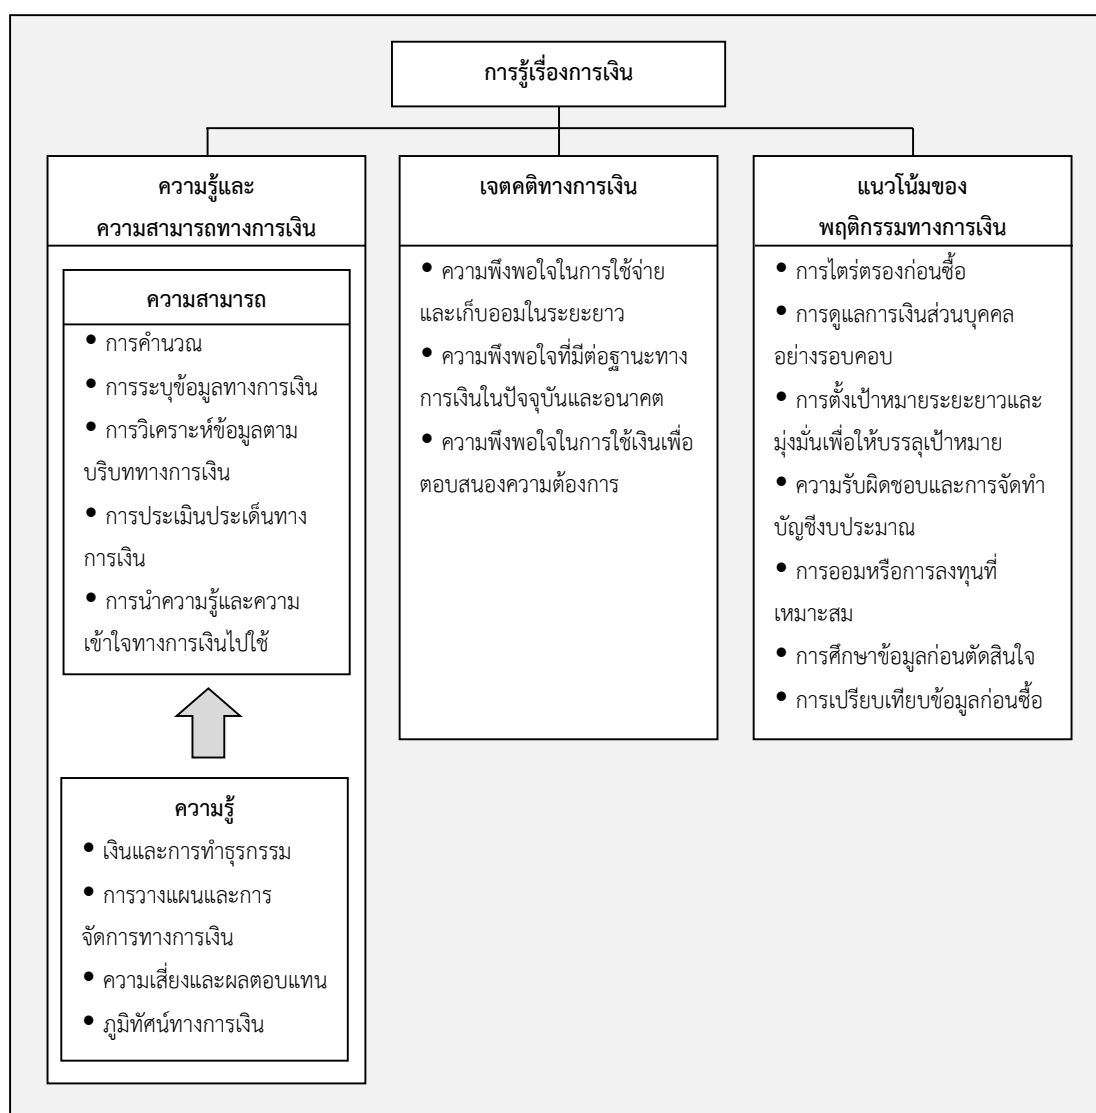 การรู้เรื่องการเงิน
ความรู้และ
ความสามารถทางการเงิน
ความสามารถ
• การคำนวณ
• การระบุข้อมูลทางการเงิน
• การวิเคราะห์ข้อมูลตาม
บริบททางการเงิน
• การประเมินประเด็นทาง
การเงิน
• การนำความรู้และความ
เข้าใจทางการเงินไปใช้
ความรู้
• เงินและการทำธุรกรรม
• การวางแผนและการ
จัดการทางการเงิน
• ความเสี่ยงและผลตอบแทน
• ภูมิทัศน์ทางการเงิน
เจตคติทางการเงิน
• ความพึงพอใจในการใช้จ่าย
และเก็บออมในระยะยาว
• ความพึงพอใจที่มีต่อฐานะทาง
การเงินในปัจจุบันและอนาคต
• ความพึงพอใจในการใช้เงินเพื่อ
ตอบสนองความต้องการ
แนวโน้มของ
พฤติกรรมทางการเงิน
• การไตร่ตรองก่อนซื้อ
• การดูแลการเงินส่วนบุคคล
อย่างรอบคอบ
• การตั้งเป้าหมายระยะยาวและ
มุ่งมั่นเพื่อให้บรรลุเป้าหมาย
• ความรับผิดชอบและการจัดทำ
บัญชีงบประมาณ
• การออมหรือการลงทุนที่
เหมาะสม
• การศึกษาข้อมูลก่อนตัดสินใจ
• การเปรียบเทียบข้อมูลก่อนซื้อ